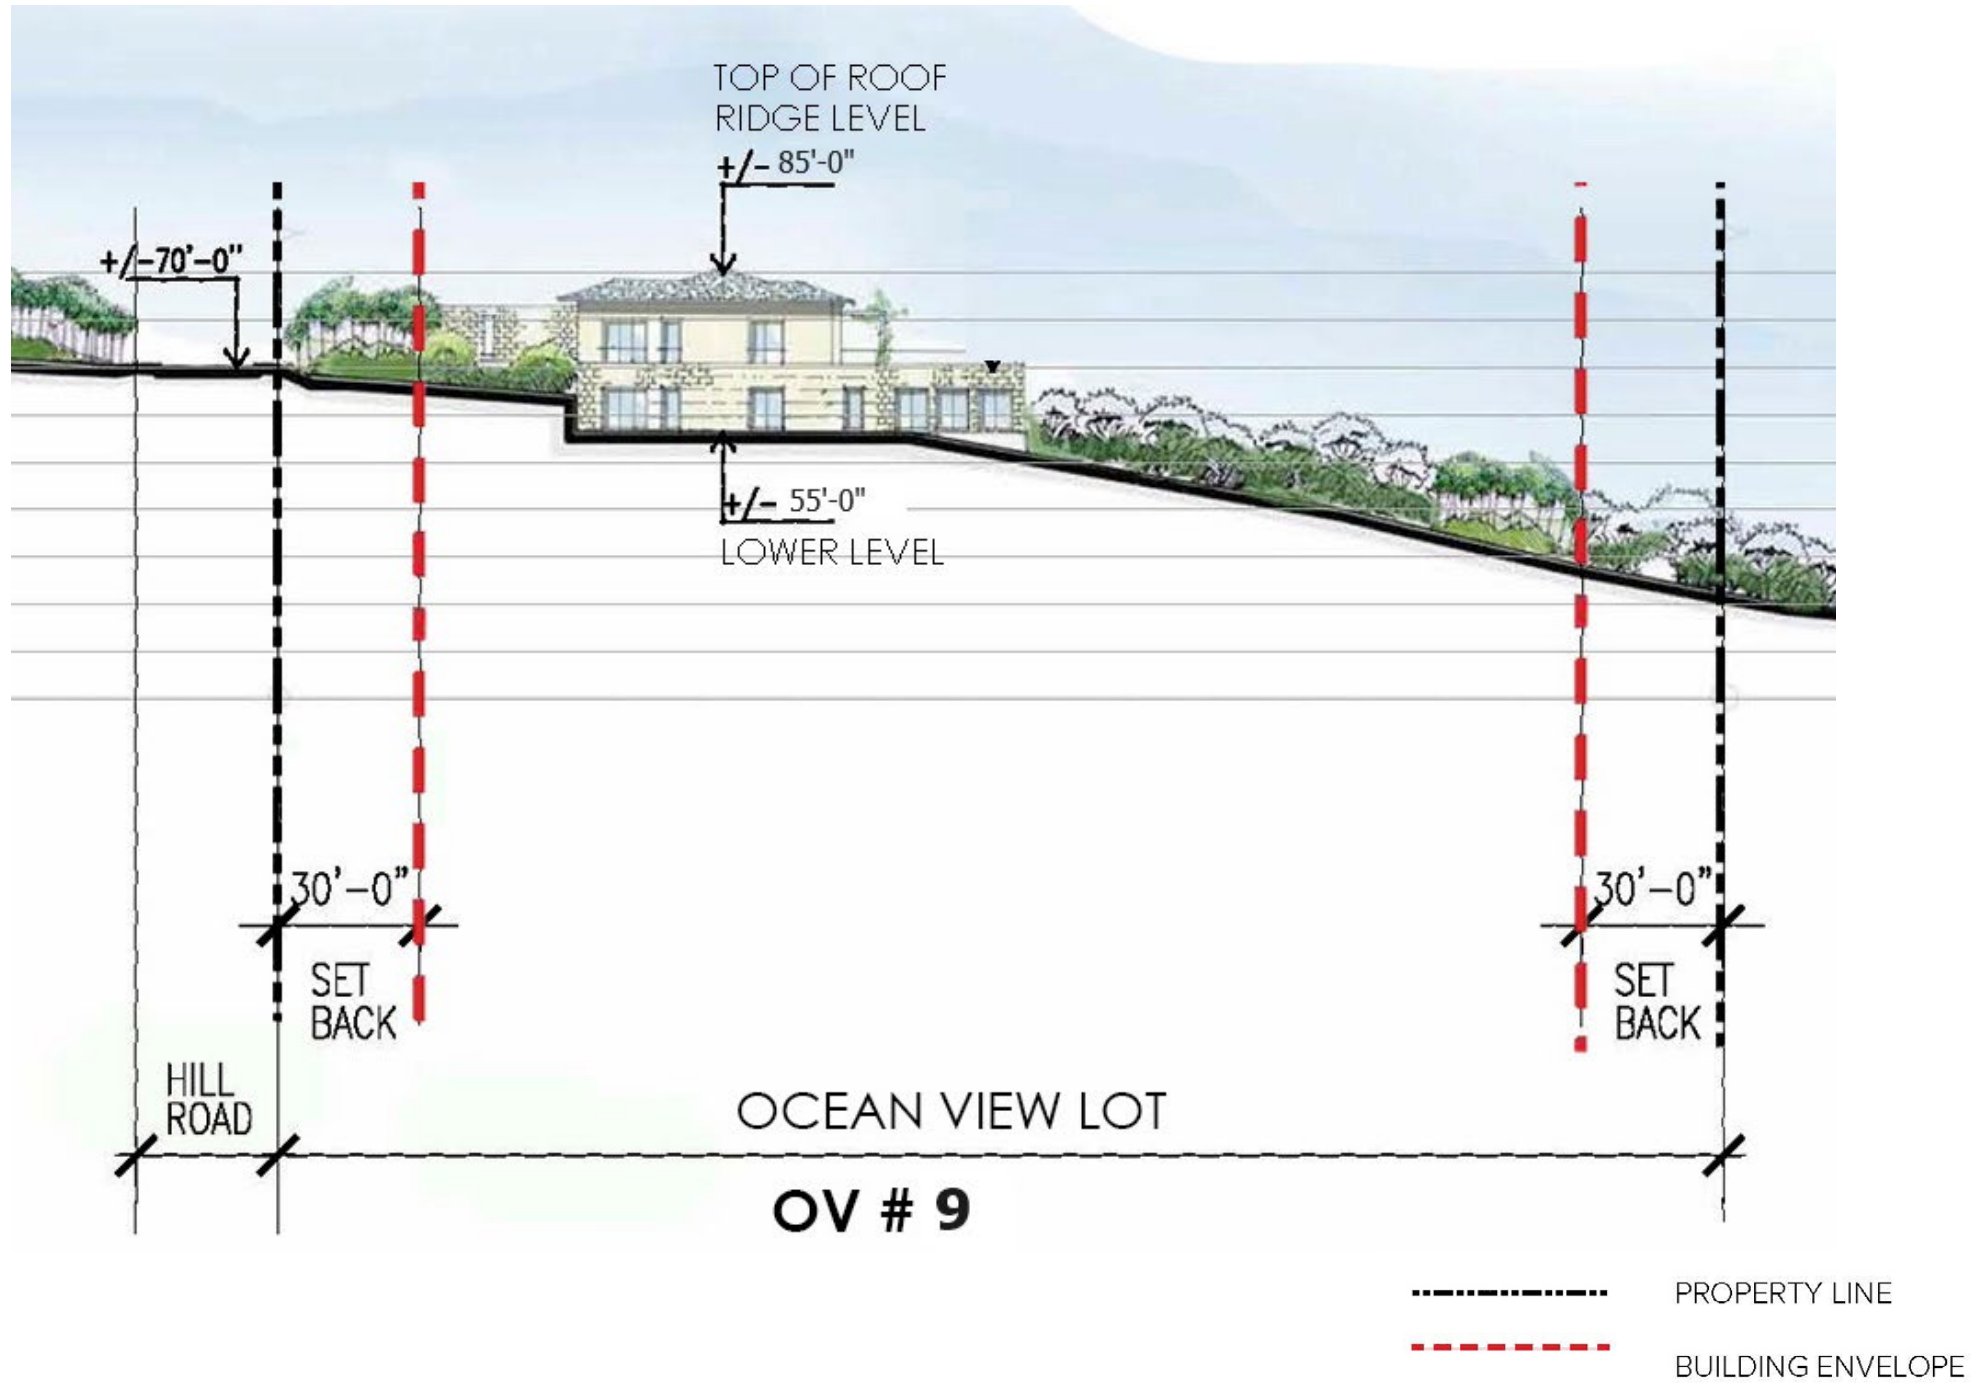 TOP OF ROOF
RIDGE LEVEL
+/- 85'-0"
+/-70'-0"
+/- 55'-0"
LOWER LEVEL
30'-0"
30'-0"
SET
BACK
SET
BACK
HILL
ROAD
OCEAN VIEW LOT
OV # 9
PROPERTY LINE
BUILDING ENVELOPE